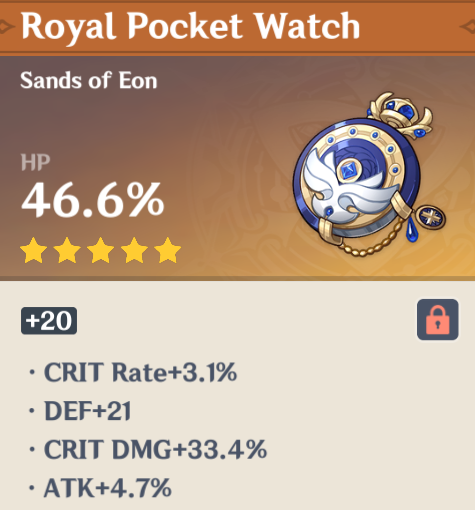 Royal Pocket Watch
Sands of Eon
HP
46.6%
+20
· CRIT Rate+3.1%
· DEF+21
· CRIT DMG+33.4%
· ATK+4.7%